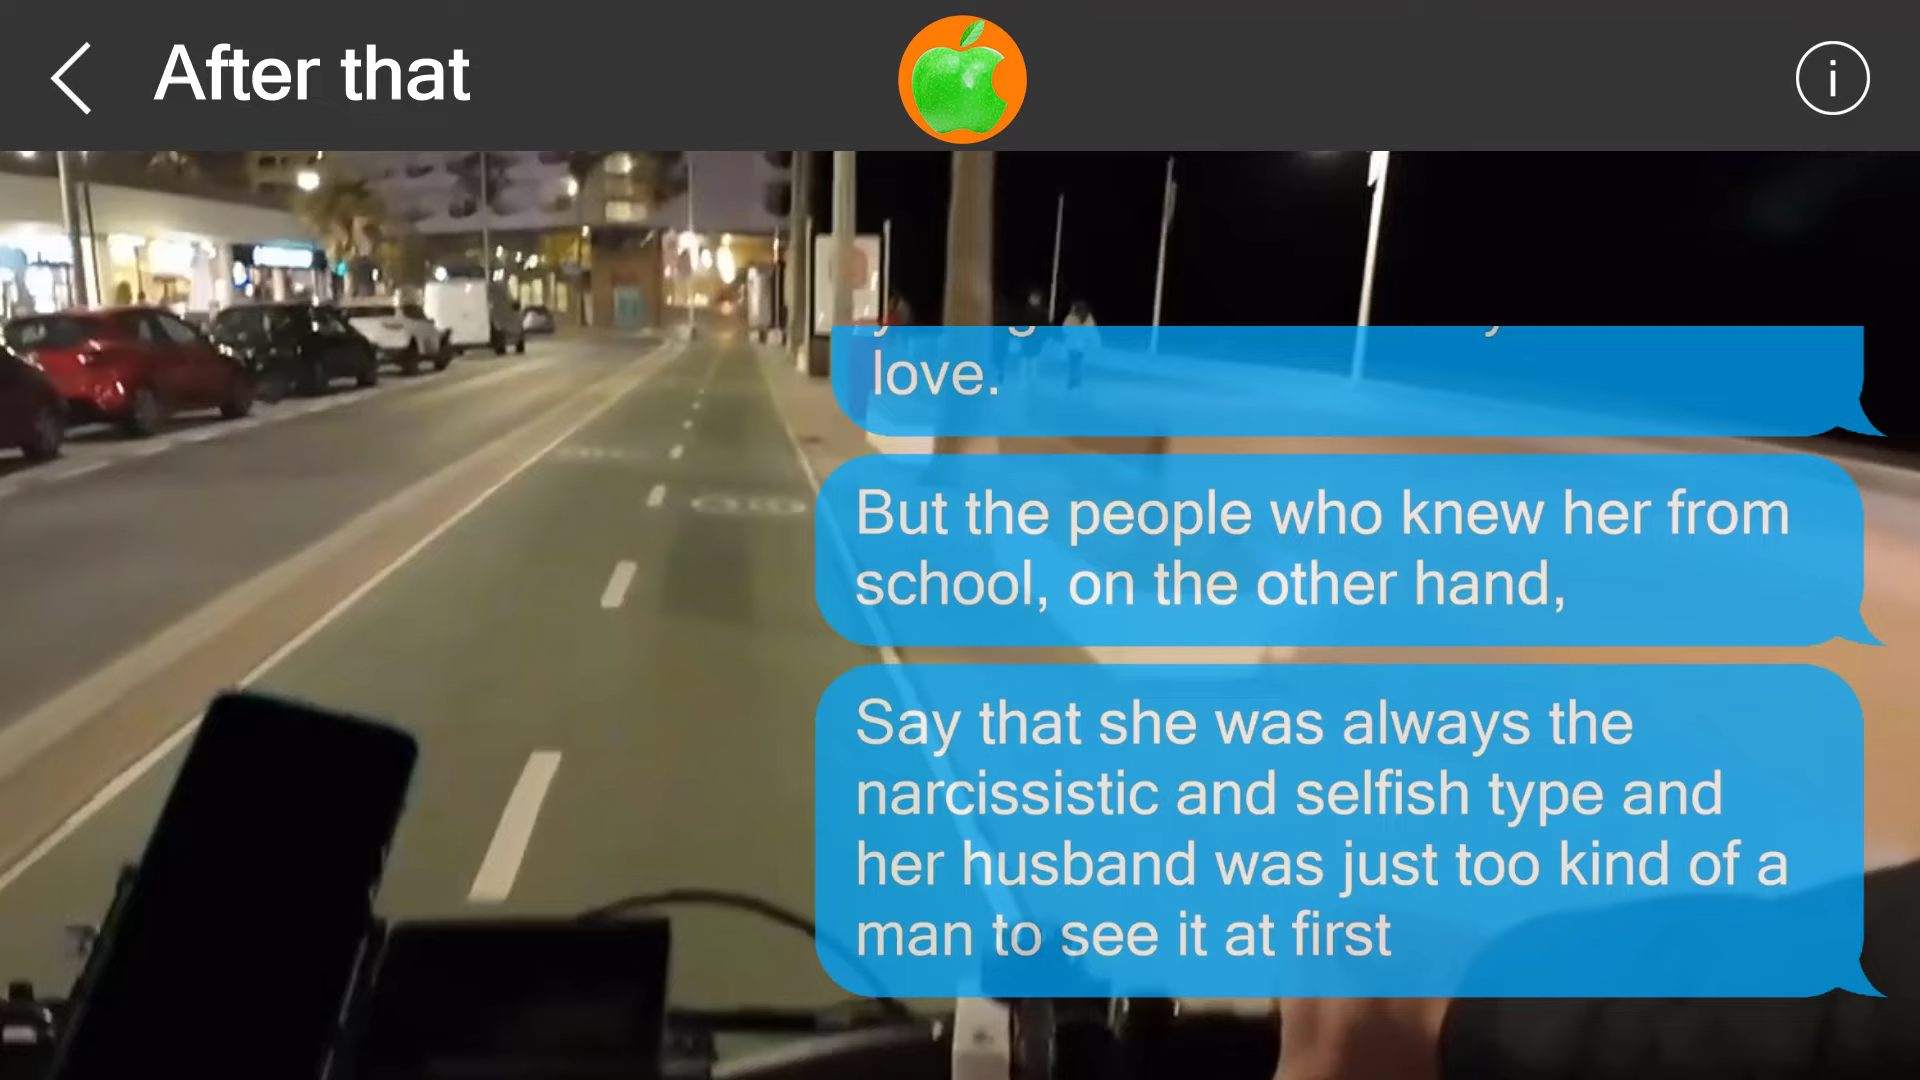 After that
love.
But the people who knew her from
school, on the other hand,
Say that she was always the
narcissistic and selfish type and
her husband was just too kind of a
man to see it at first